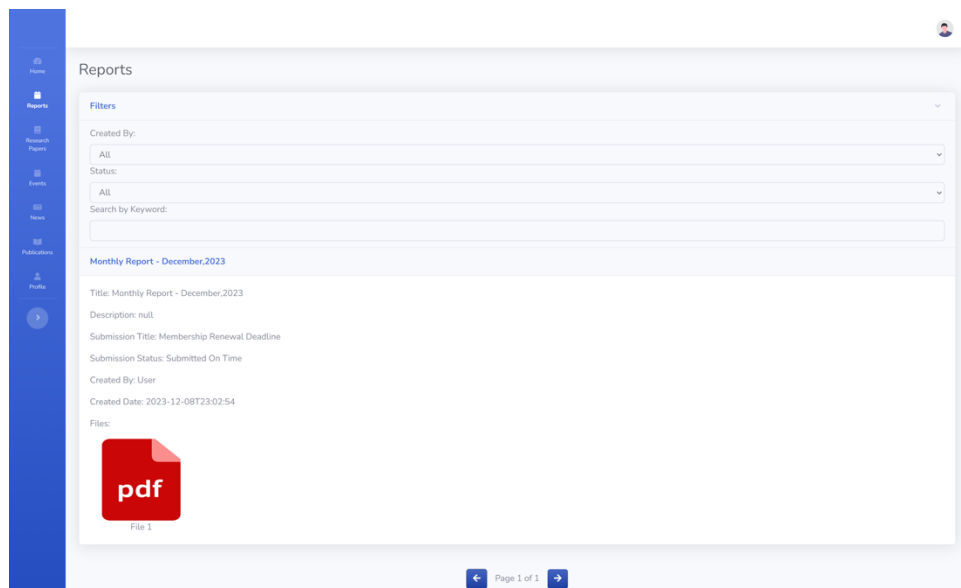 Home
Reports
Research
Papers
Events
News
Publications
Profile
Reports
Filters
Created By:
All
Status:
All
Search by Keyword:
Monthly Report - December,2023
Title: Monthly Report - December,2023
Description: null
Submission Title: Membership Renewal Deadline
Submission Status: Submitted On Time
Created By: User
Created Date: 2023-12-08T23:02:54
Files:
pdf
File 1
Page 1 of 1